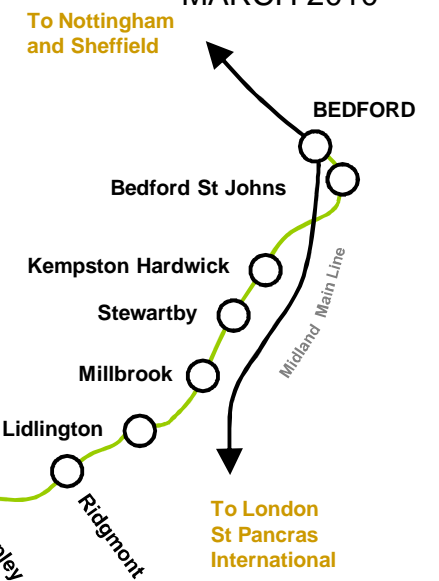 MARCH 2010
To Nottingham
and Sheffield
BEDFORD
Bedford St Johns
Kempston Hardwick
Midland Main Line
Stewartby
Millbrook
Lidlington
Ridgmont
To London
St Pancras
International